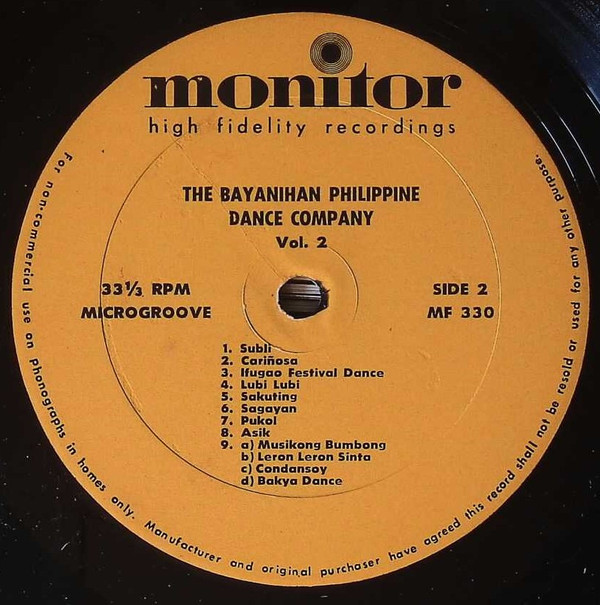 monitor
high fidelity recordings
THE BAYANIHAN PHILIPPINE
DANCE COMPANY
Vol. 2
33⅓ RPM
MICROGROOVE
SIDE 2
MF 330
1. Subli
2. Cariñosa
3. Ifugao Festival Dance
4. Lubi Lubi
5. Sakuting
6. Sagayan
7. Pukol
8. Asik
9. a) Musikong Bumbong
b) Leron Leron Sinta
c) Condansoy
d) Bakya Dance
For non-commercial use on phonographs in homes only. Manufacturer and original purchaser have agreed this record shall not be resold or used for any other purpose.